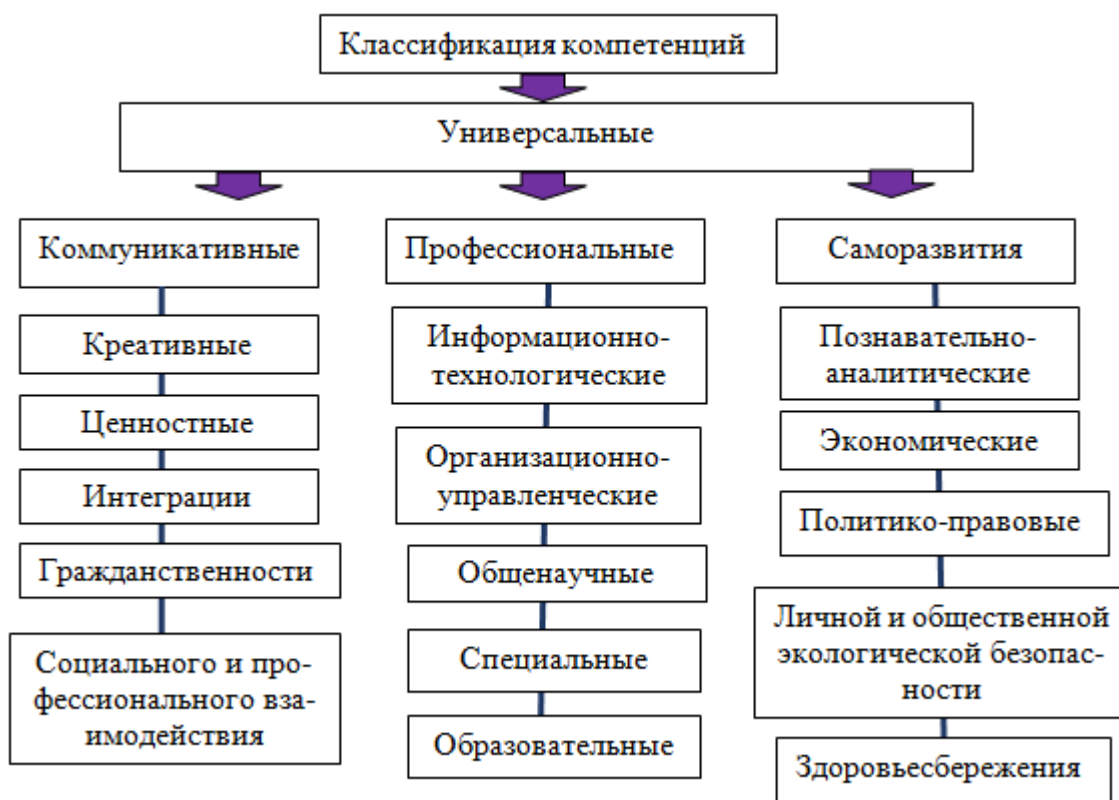 Классификация компетенций
Универсальные
Коммуникативные
Креативные
Ценностные
Интеграции
Гражданственности
Социального и про-
фессионального вза-
имодействия
Профессиональные
Информационно-
технологические
Организационно-
управленческие
Общенаучные
Специальные
Образовательные
Саморазвития
Познавательно-
аналитические
Экономические
Политико-правовые
Личной и общественной
экологической безопас-
ности
Здоровьесбережения